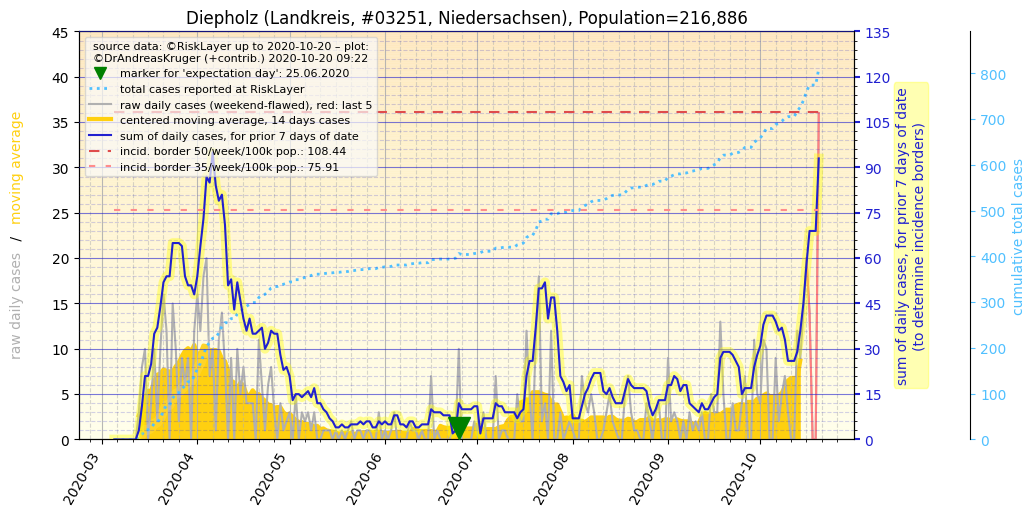 Diepholz (Landkreis, #03251, Niedersachsen), Population=216,886
source data: ©RiskLayer up to 2020-10-20 – plot:
©DrAndreasKruger (+contrib.) 2020-10-20 09:22
marker for 'expectation day': 25.06.2020
total cases reported at RiskLayer
raw daily cases (weekend-flawed), red: last 5
centered moving average, 14 days cases
sum of daily cases, for prior 7 days of date
incid. border 50/week/100k pop.: 108.44
incid. border 35/week/100k pop.: 75.91
raw daily cases / moving average
45
40
35
30
25
20
15
10
5
0
2020-03
2020-04
2020-05
2020-06
2020-07
2020-08
2020-09
2020-10
135
120
105
90
75
60
45
30
15
0
sum of daily cases, for prior 7 days of date
(to determine incidence borders)
800
700
600
500
400
300
200
100
0
cumulative total cases